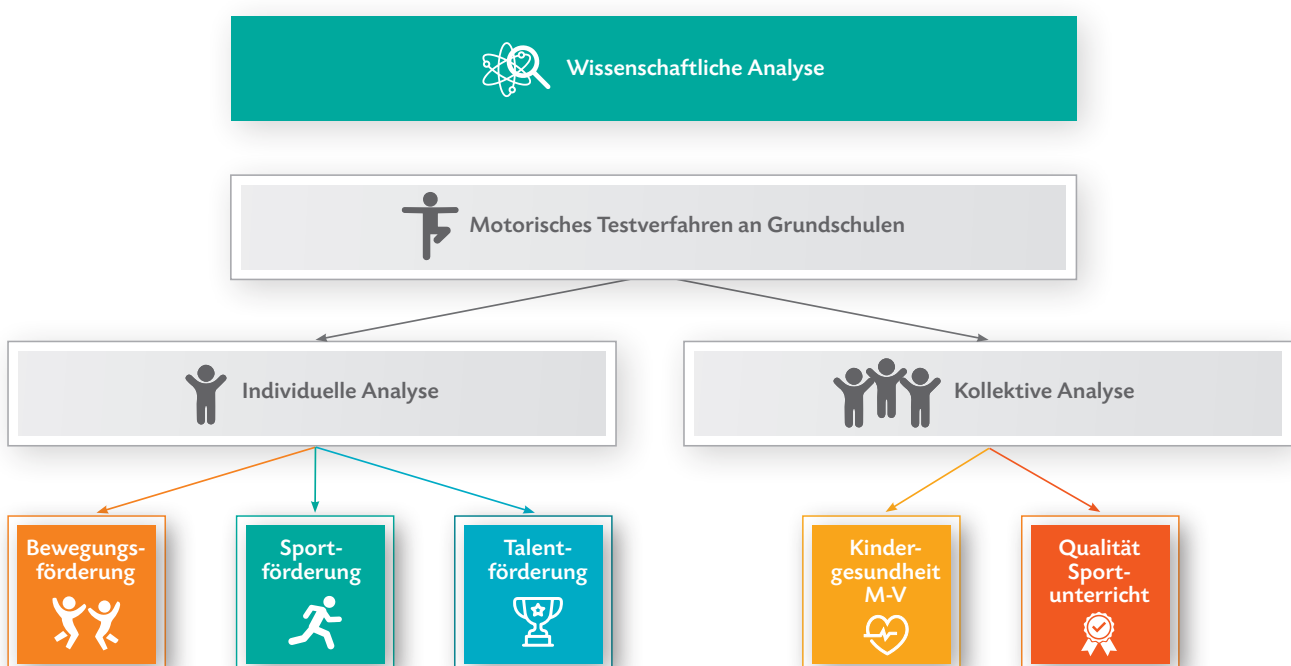 Wissenschaftliche Analyse
Motorisches Testverfahren an Grundschulen
Individuelle Analyse
Kollektive Analyse
Bewegungs-
förderung
Sport-
förderung
Talent-
förderung
Kinder-
gesundheit
M-V
Qualität
Sport-
unterricht